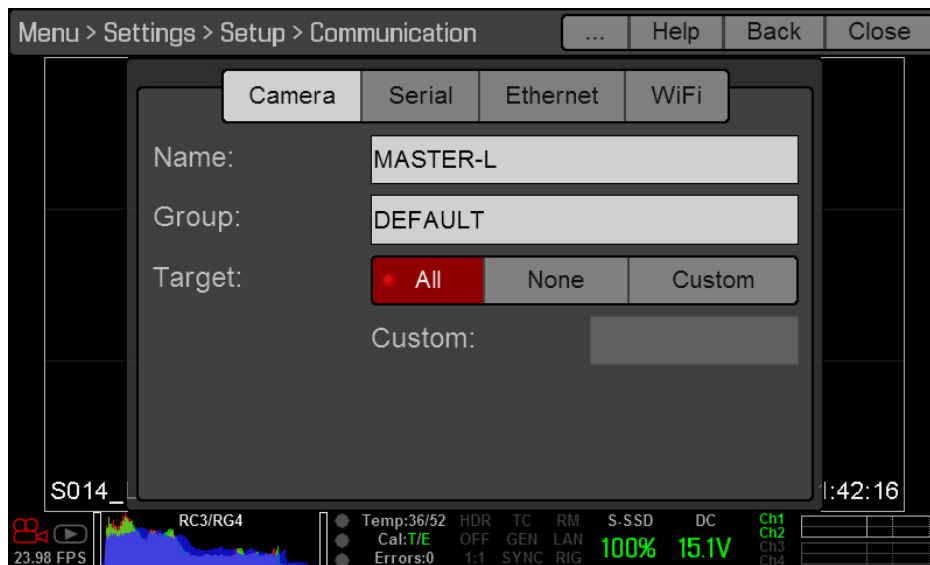 Menu > Settings > Setup > Communication ... Help Back Close
Camera Serial Ethernet WiFi
Name: MASTER-L
Group: DEFAULT
Target: All None Custom
Custom:
S014_ 1:42:16
RC3/RG4
23.98 FPS
Temp:36/52
Cal:T/E
Errors:0
HDR TC RM
OFF GEN LAN
1:1 SYNC RIG
S-SSD DC
100% 15.1V
Ch1
Ch2
Ch3
Ch4